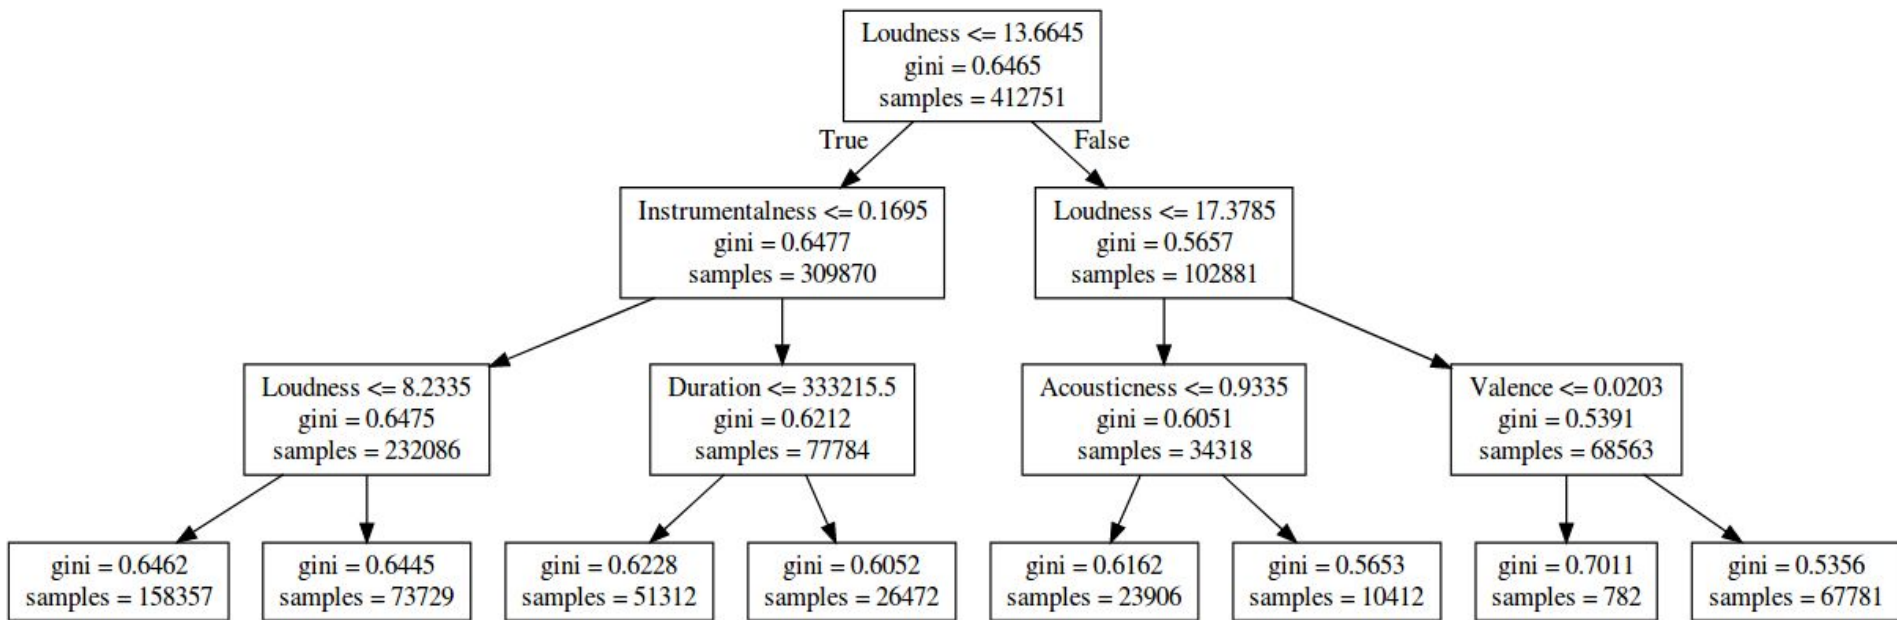 Loudness <= 13.6645
gini = 0.6465
samples = 412751
True
False
Instrumentalness <= 0.1695
gini = 0.6477
samples = 309870
Loudness <= 17.3785
gini = 0.5657
samples = 102881
Loudness <= 8.2335
gini = 0.6475
samples = 232086
Duration <= 333215.5
gini = 0.6212
samples = 77784
Acousticness <= 0.9335
gini = 0.6051
samples = 34318
Valence <= 0.0203
gini = 0.5391
samples = 68563
gini = 0.6462
samples = 158357
gini = 0.6445
samples = 73729
gini = 0.6228
samples = 51312
gini = 0.6052
samples = 26472
gini = 0.6162
samples = 23906
gini = 0.5653
samples = 10412
gini = 0.7011
samples = 782
gini = 0.5356
samples = 67781